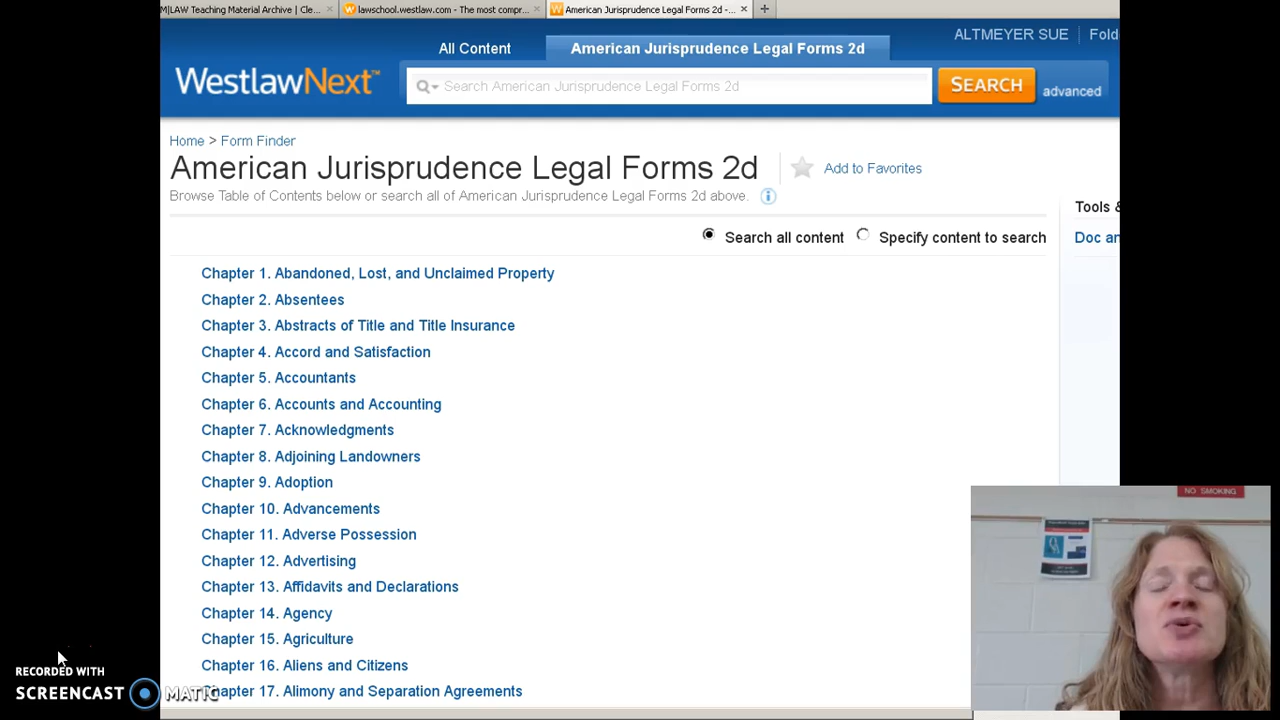 M|LAW Teaching Material Archive | Cle...
lawschool.westlaw.com - The most compr...
American Jurisprudence Legal Forms 2d -...
ALTMEYER SUE
Fold
All Content
American Jurisprudence Legal Forms 2d
WestlawNext™
Search American Jurisprudence Legal Forms 2d
SEARCH
advanced
Home > Form Finder
American Jurisprudence Legal Forms 2d
Add to Favorites
Browse Table of Contents below or search all of American Jurisprudence Legal Forms 2d above.
Tools &
Search all content
Specify content to search
Doc an
Chapter 1. Abandoned, Lost, and Unclaimed Property
Chapter 2. Absentees
Chapter 3. Abstracts of Title and Title Insurance
Chapter 4. Accord and Satisfaction
Chapter 5. Accountants
Chapter 6. Accounts and Accounting
Chapter 7. Acknowledgments
Chapter 8. Adjoining Landowners
Chapter 9. Adoption
Chapter 10. Advancements
Chapter 11. Adverse Possession
Chapter 12. Advertising
Chapter 13. Affidavits and Declarations
Chapter 14. Agency
Chapter 15. Agriculture
Chapter 16. Aliens and Citizens
Chapter 17. Alimony and Separation Agreements
NO SMOKING
RECORDED WITH
SCREENCAST MATIC